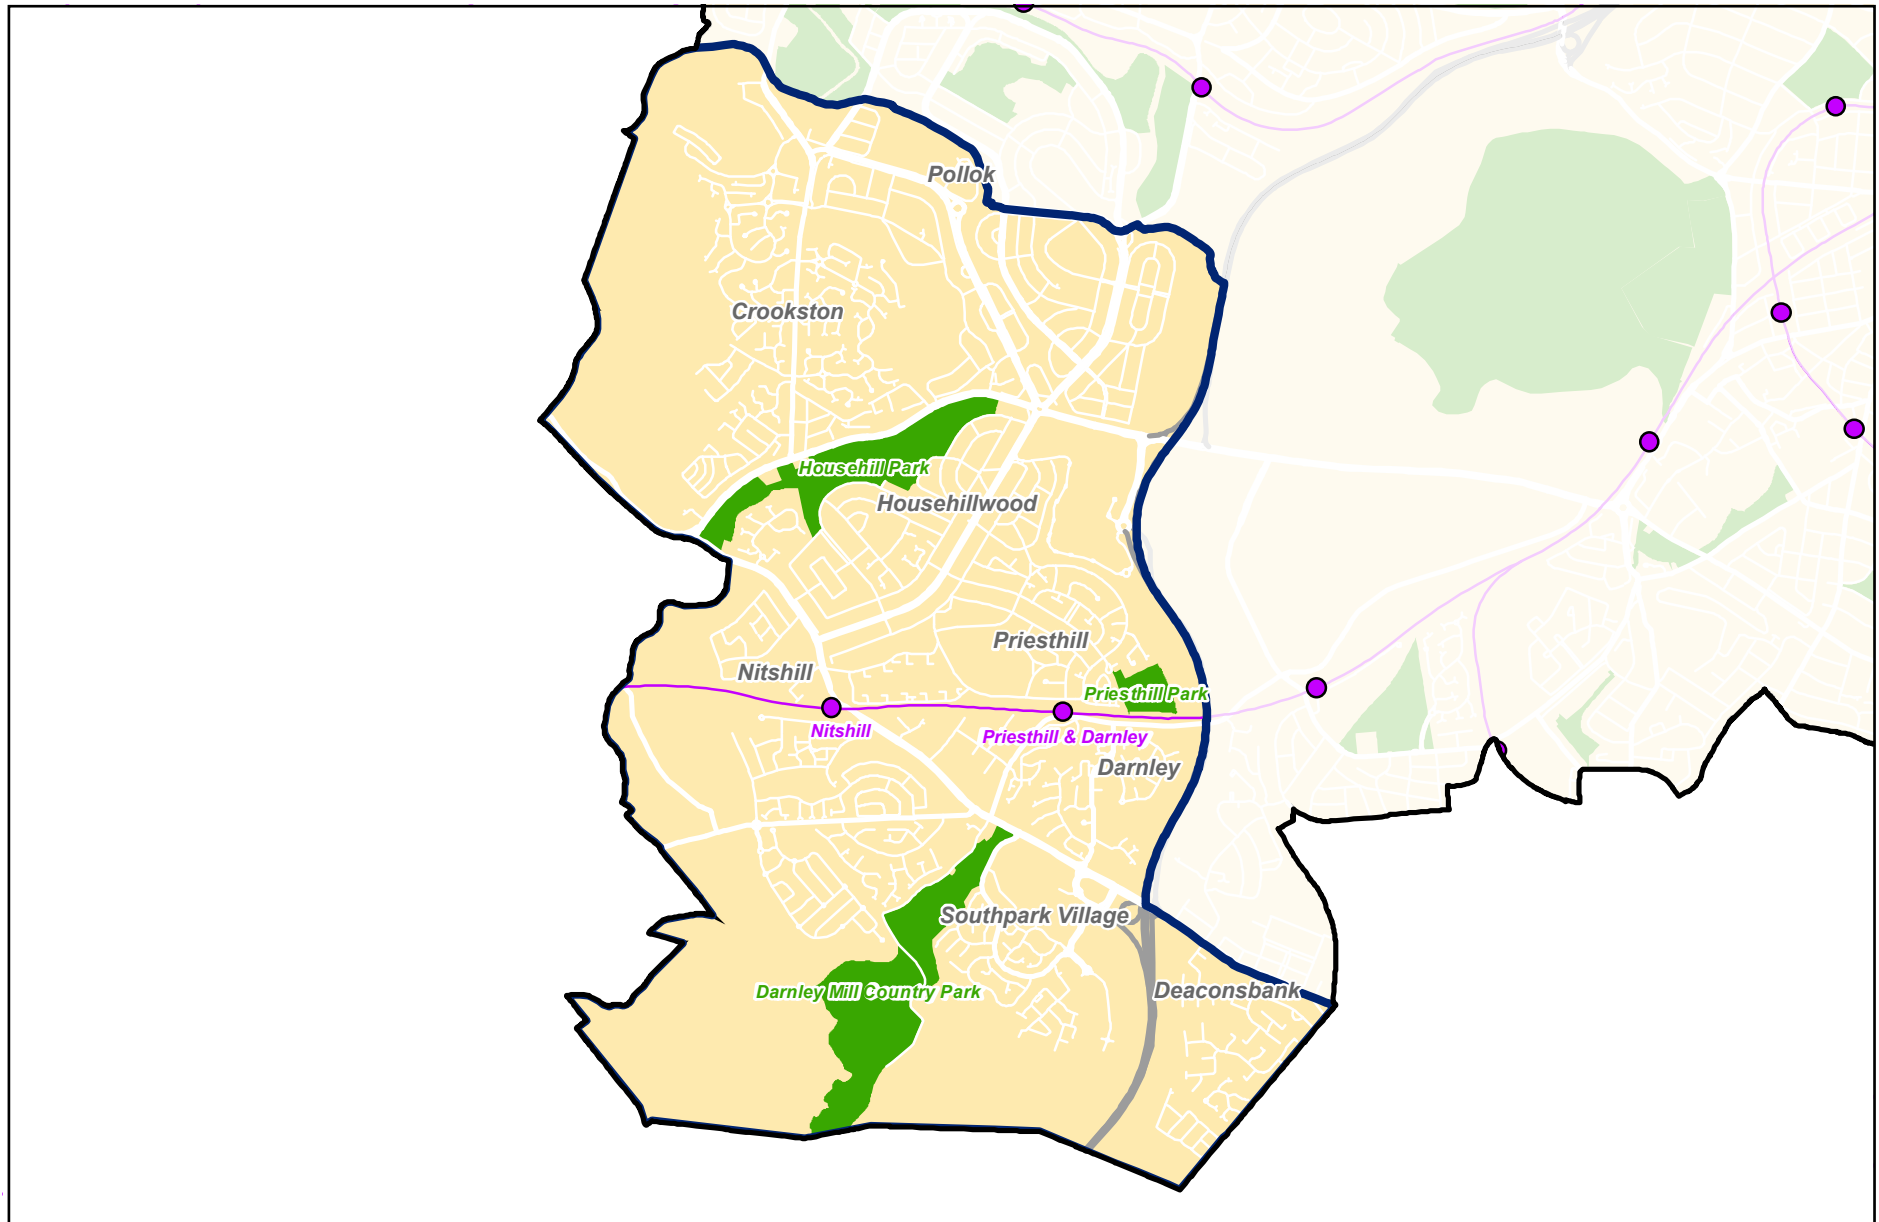 Pollok
Crookston
Househill Park
Househillwood
Priesthill
Nitshill
Priesthill Park
Nitshill
Priesthill & Darnley
Darnley
Southpark Village
Darnley Mill Country Park
Deaconsbank